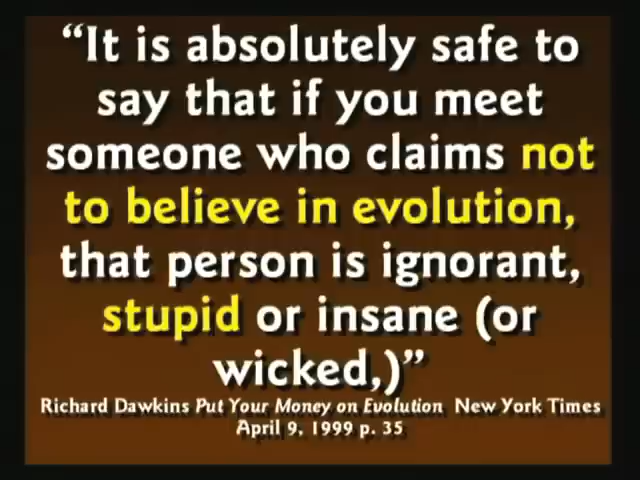 “It is absolutely safe to
say that if you meet
someone who claims not
to believe in evolution,
that person is ignorant,
stupid or insane (or
wicked,)”
Richard Dawkins Put Your Money on Evolution New York Times
April 9, 1999 p. 35